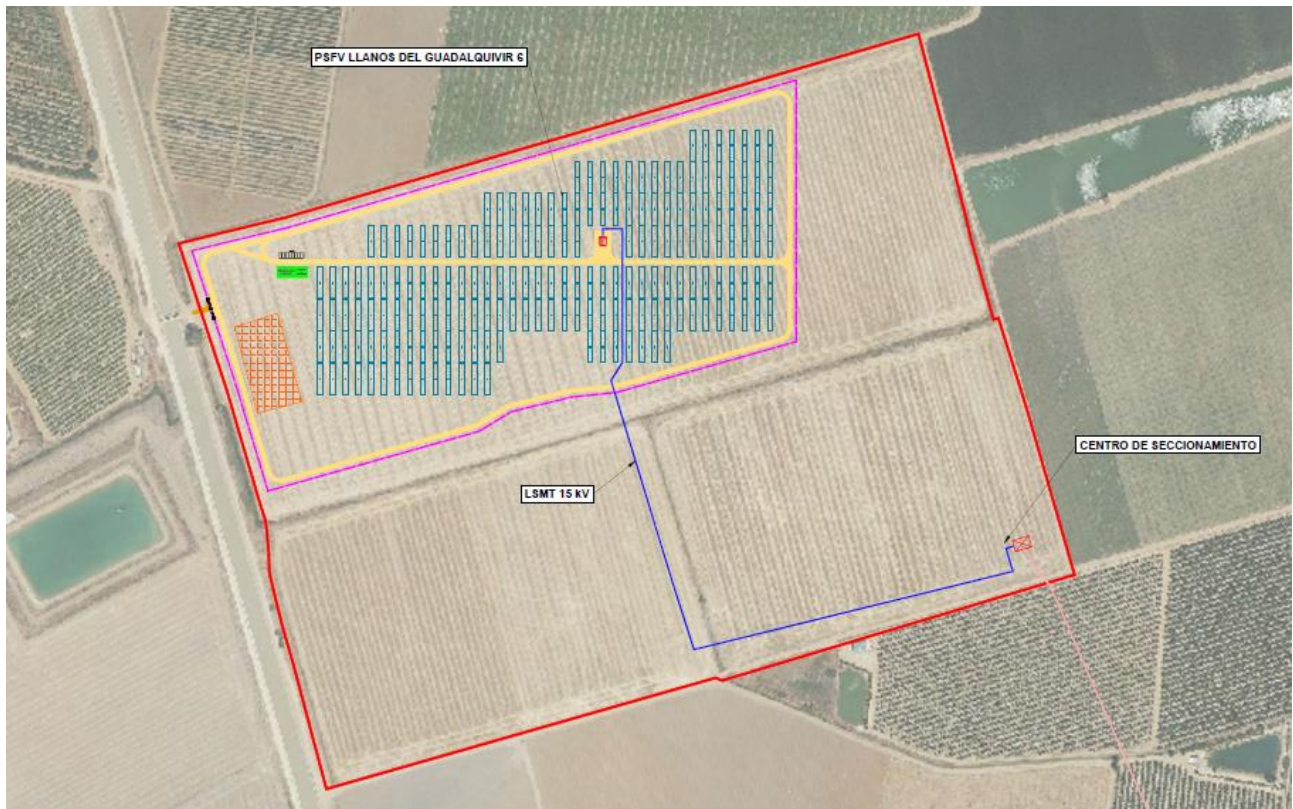 PSFV LLANOS DEL GUADALQUIVIR 6
CENTRO DE SECCIONAMIENTO
LSMT 15 kV